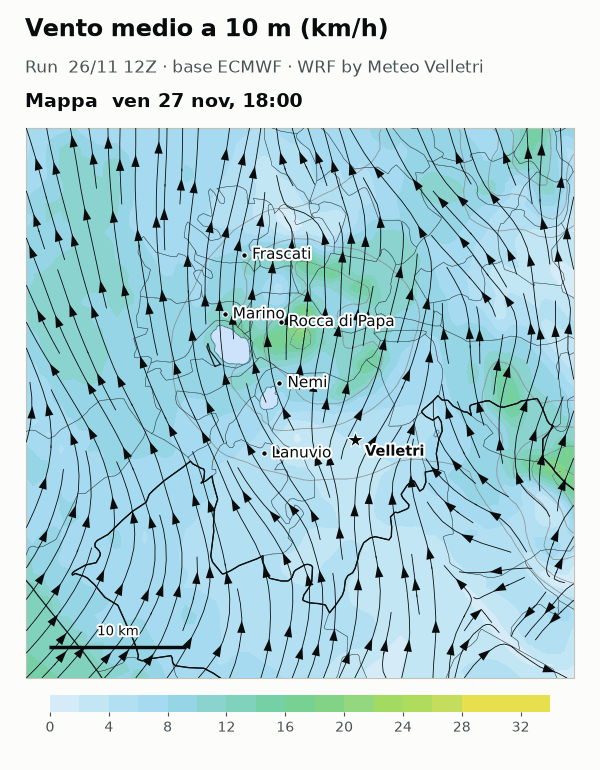 Vento medio a 10 m (km/h)
Run 26/11 12Z · base ECMWF · WRF by Meteo Velletri
Mappa ven 27 nov, 18:00
Frascati
Marino
Rocca di Papa
Nemi
Velletri
Lanuvio
10 km
0 4 8 12 16 20 24 28 32